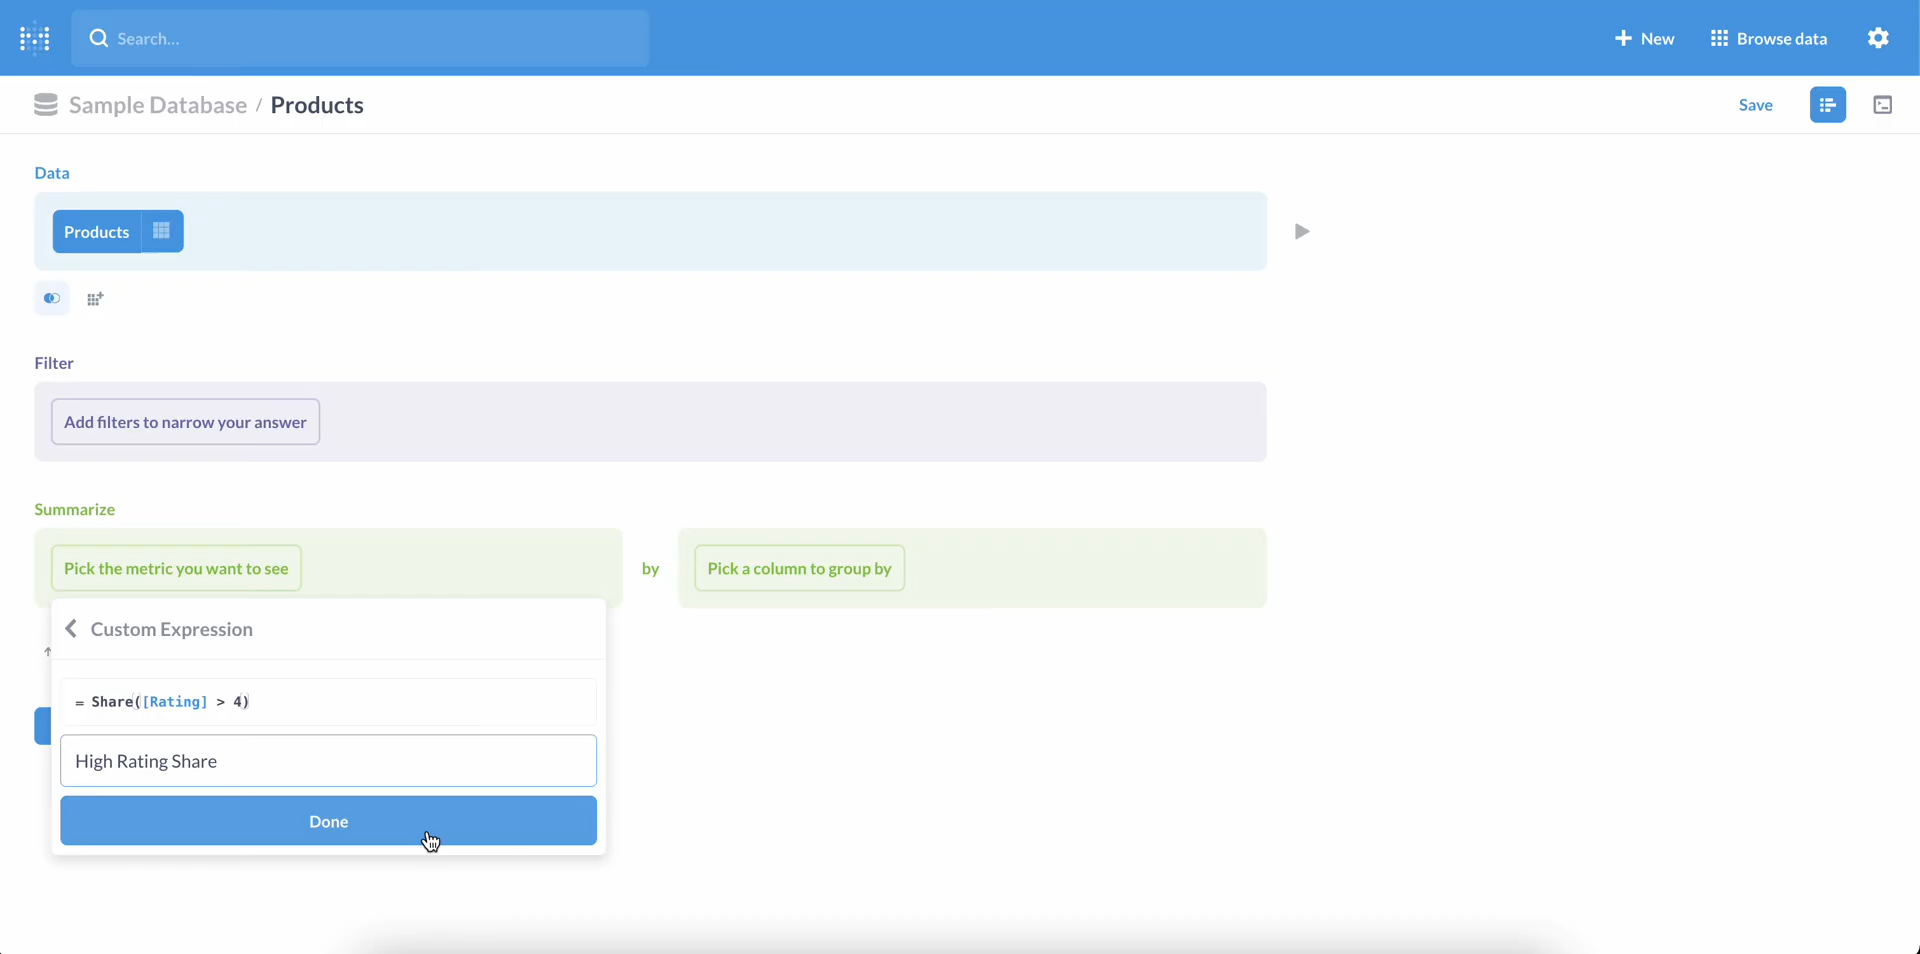 Search...
New
Browse data
Sample Database / Products
Save
Data
Products
Filter
Add filters to narrow your answer
Summarize
Pick the metric you want to see
by
Pick a column to group by
Custom Expression
= Share([Rating] > 4)
High Rating Share
Done